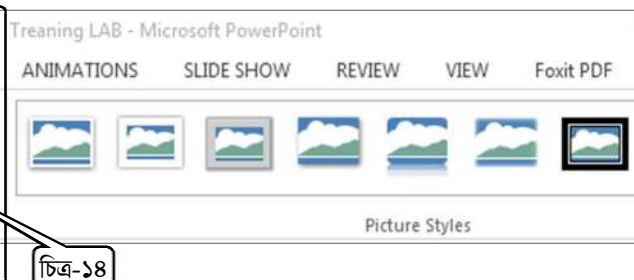 Treaning LAB - Microsoft PowerPoint
ANIMATIONS SLIDE SHOW REVIEW VIEW Foxit PDF
Picture Styles
চিত্র-১৪